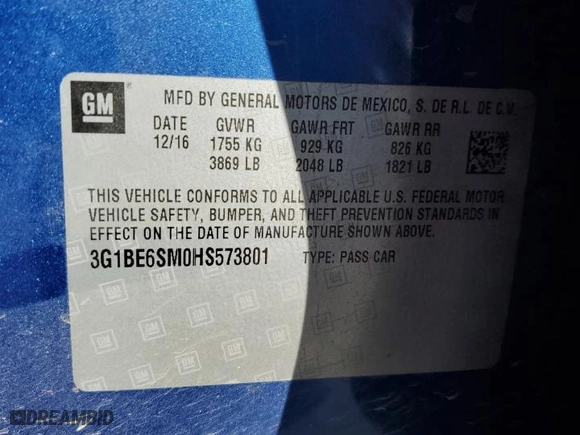 GM
MFD BY GENERAL MOTORS DE MEXICO, S. DE R.L. DE C.V.
DATE GVWR GAWR FRT GAWR RR
12/16 1755 KG 929 KG 826 KG
3869 LB 2048 LB 1821 LB
THIS VEHICLE CONFORMS TO ALL APPLICABLE U.S. FEDERAL MOTOR
VEHICLE SAFETY, BUMPER, AND THEFT PREVENTION STANDARDS
IN EFFECT ON THE DATE OF MANUFACTURE SHOWN ABOVE.
3G1BE6SM0HS573801 TYPE: PASS CAR
DREAMBID